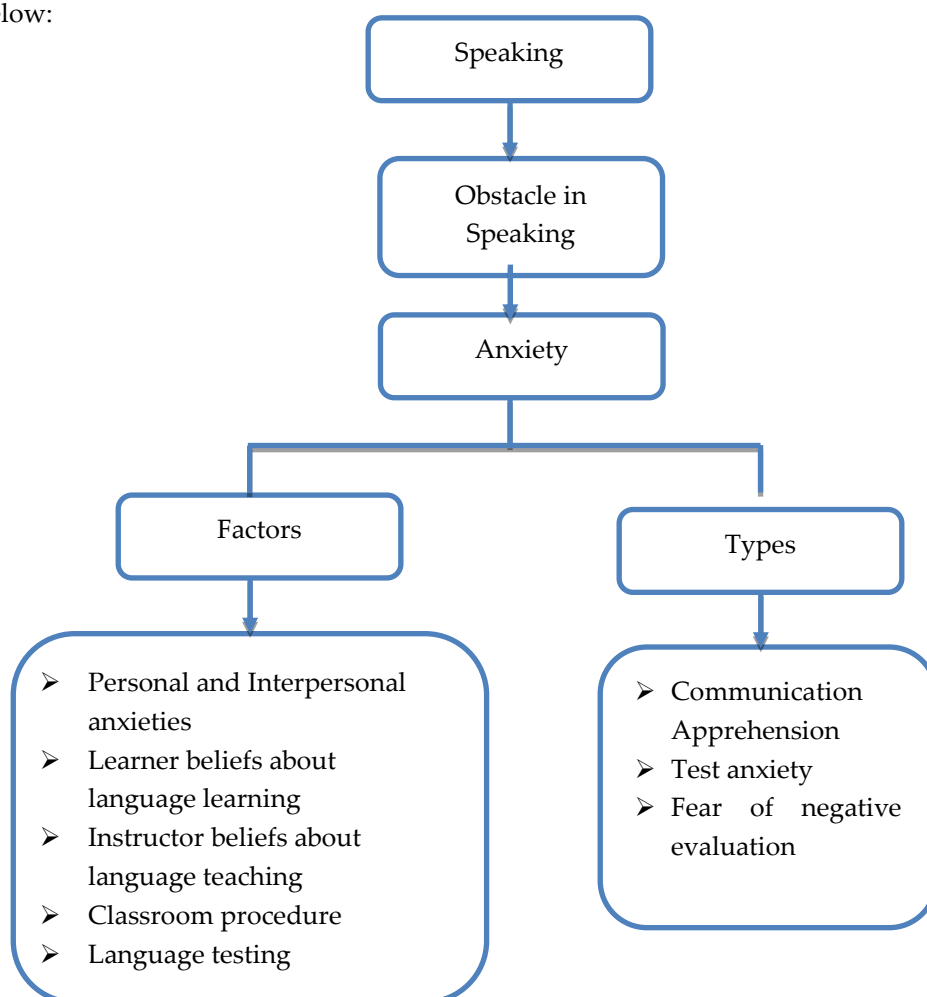 elow:
Speaking
Obstacle in
Speaking
Anxiety
Factors
Types
➢ Personal and Interpersonal
anxieties
➢ Learner beliefs about
language learning
➢ Instructor beliefs about
language teaching
➢ Classroom procedure
➢ Language testing
➢ Communication
Apprehension
➢ Test anxiety
➢ Fear of negative
evaluation